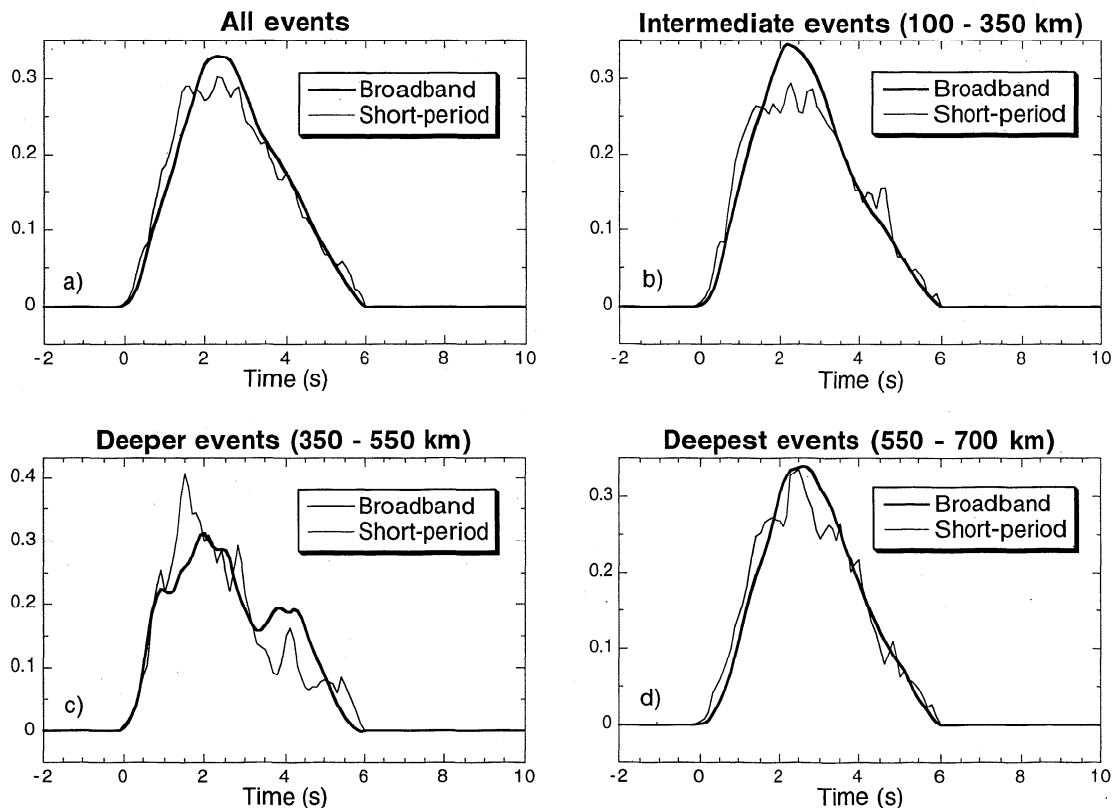 All events
0.3
0.2
0.1
0
Broadband
Short-period
a)
-2 0 2 4 6 8 10
Time (s)
Intermediate events (100 - 350 km)
0.3
0.2
0.1
0
Broadband
Short-period
b)
-2 0 2 4 6 8 10
Time (s)
Deeper events (350 - 550 km)
0.4
0.3
0.2
0.1
0
Broadband
Short-period
c)
-2 0 2 4 6 8 10
Time (s)
Deepest events (550 - 700 km)
0.3
0.2
0.1
0
Broadband
Short-period
d)
-2 0 2 4 6 8 10
Time (s)